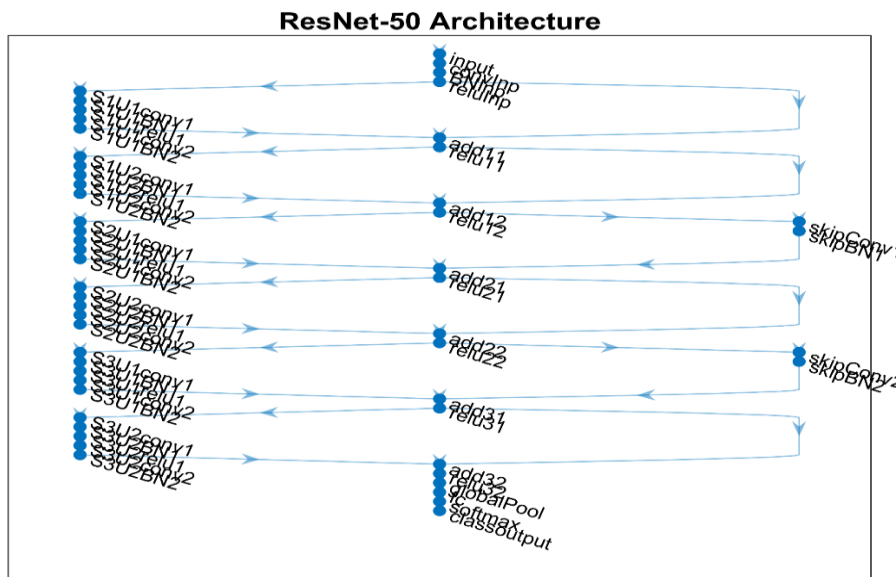 ResNet-50 Architecture
input
convInp
BNInp
reluInp
S1U1conv1
S1U1BN1
S1U1relu1
S1U1conv2
S1U1BN2
add11
relu11
S1U2conv1
S1U2BN1
S1U2relu1
S1U2conv2
S1U2BN2
add12
relu12
skipConv1
skipBN1
S2U1conv1
S2U1BN1
S2U1relu1
S2U1conv2
S2U1BN2
add21
relu21
S2U2conv1
S2U2BN1
S2U2relu1
S2U2conv2
S2U2BN2
add22
relu22
skipConv2
skipBN2
S3U1conv1
S3U1BN1
S3U1relu1
S3U1conv2
S3U1BN2
add31
relu31
S3U2conv1
S3U2BN1
S3U2relu1
S3U2conv2
S3U2BN2
add32
relu32
globalPool
fc
softmax
classoutput